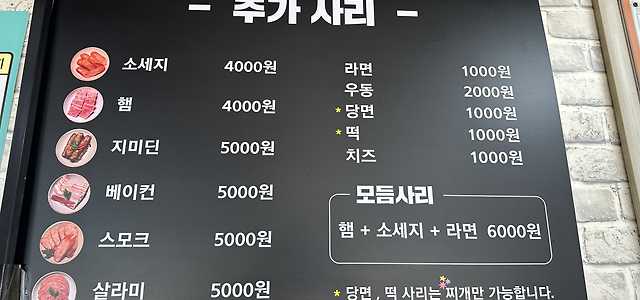 - 추가 사리 -
소세지 4000원
햄 4000원
지미딘 5000원
베이컨 5000원
스모크 5000원
살라미 5000원
라면 1000원
우동 2000원
* 당면 1000원
* 떡 1000원
치즈 1000원
모듬사리
햄 + 소세지 + 라면 6000원
* 당면, 떡 사리는 찌개만 가능합니다.